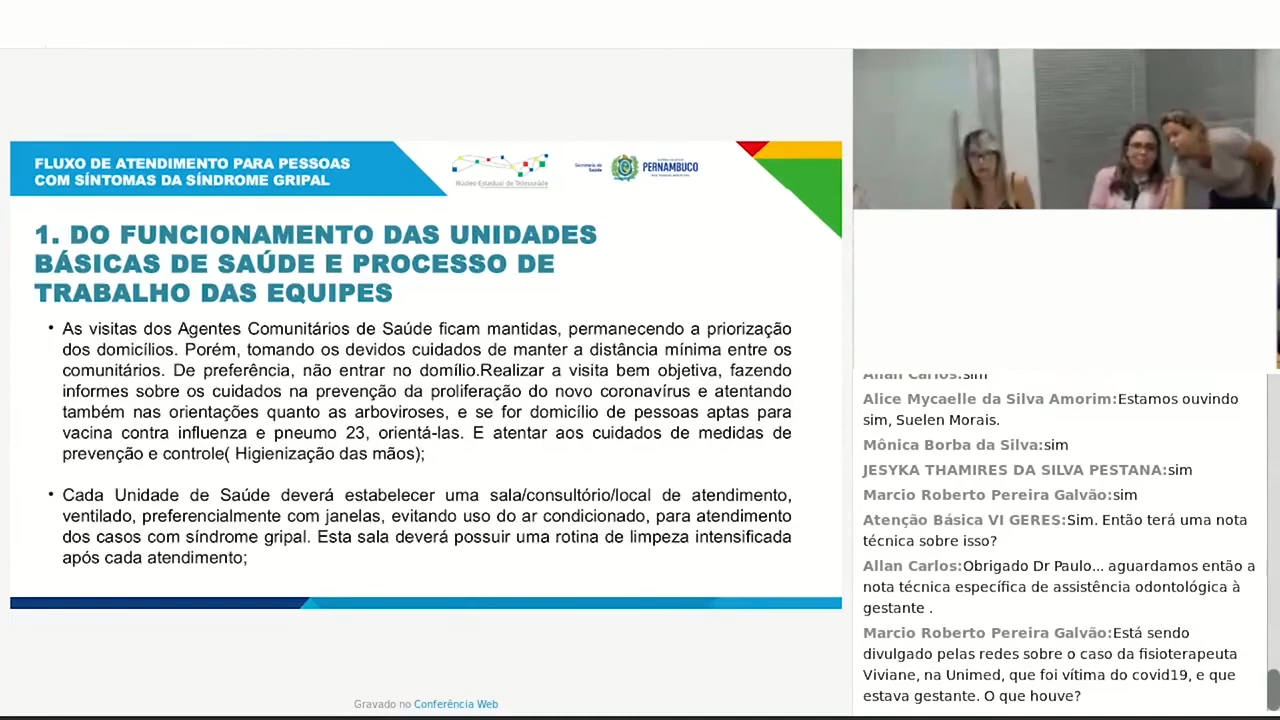 FLUXO DE ATENDIMENTO PARA PESSOAS
COM SÍNTOMAS DA SÍNDROME GRIPAL
Núcleo Estadual de Telessaúde
Secretaria de
Saúde
PERNAMBUCO
1. DO FUNCIONAMENTO DAS UNIDADES
BÁSICAS DE SAÚDE E PROCESSO DE
TRABALHO DAS EQUIPES
• As visitas dos Agentes Comunitários de Saúde ficam mantidas, permanecendo a priorização
dos domicílios. Porém, tomando os devidos cuidados de manter a distância mínima entre os
comunitários. De preferência, não entrar no domílio.Realizar a visita bem objetiva, fazendo
informes sobre os cuidados na prevenção da proliferação do novo coronavírus e atentando
também nas orientações quanto as arboviroses, e se for domicílio de pessoas aptas para
vacina contra influenza e pneumo 23, orientá-las. E atentar aos cuidados de medidas de
prevenção e controle( Higienização das mãos);
• Cada Unidade de Saúde deverá estabelecer uma sala/consultório/local de atendimento,
ventilado, preferencialmente com janelas, evitando uso do ar condicionado, para atendimento
dos casos com síndrome gripal. Esta sala deverá possuir uma rotina de limpeza intensificada
após cada atendimento;
Gravado no Conferência Web
Allan Carlos:sim
Alice Mycaelle da Silva Amorim:Estamos ouvindo
sim, Suelen Morais.
Mônica Borba da Silva:sim
JESYKA THAMIRES DA SILVA PESTANA:sim
Marcio Roberto Pereira Galvão:sim
Atenção Básica VI GERES:Sim. Então terá uma nota
técnica sobre isso?
Allan Carlos:Obrigado Dr Paulo... aguardamos então a
nota técnica específica de assistência odontológica à
gestante .
Marcio Roberto Pereira Galvão:Está sendo
divulgado pelas redes sobre o caso da fisioterapeuta
Viviane, na Unimed, que foi vítima do covid19, e que
estava gestante. O que houve?